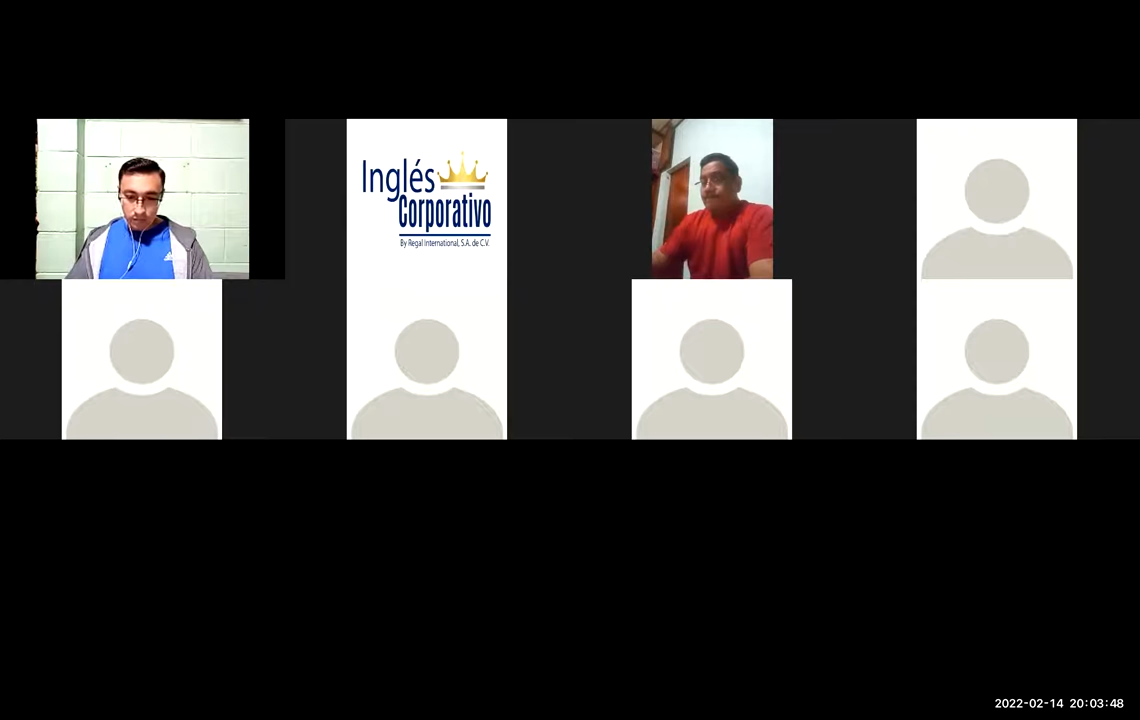 Inglés
Corporativo
By Regal International, S.A. de C.V.
2022-02-14 20:03:48